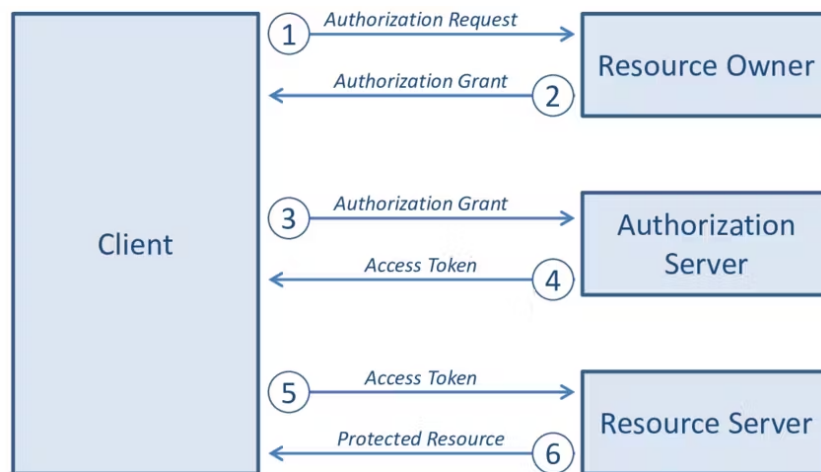 1
Authorization Request
Authorization Grant
2
Resource Owner
3
Authorization Grant
Access Token
4
Authorization
Server
Client
5
Access Token
Protected Resource
6
Resource Server